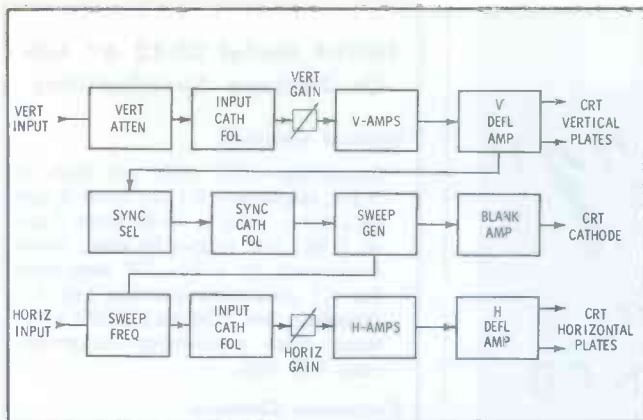 VERT
GAIN
VERT
INPUT
VERT
ATTEN
INPUT
CATH
FOL
V-AMPS
V
DEFL
AMP
CRT
VERTICAL
PLATES
SYNC
SEL
SYNC
CATH
FOL
SWEEP
GEN
BLANK
AMP
CRT
CATHODE
HORIZ
INPUT
SWEEP
FREQ
INPUT
CATH
FOL
HORIZ
GAIN
H-AMPS
H
DEFL
AMP
CRT
HORIZONTAL
PLATES